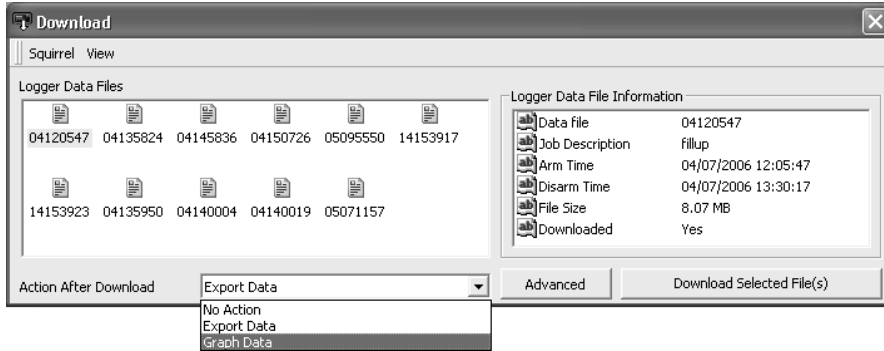 Download
Squirrel View
Logger Data Files
04120547 04135824 04145836 04150726 05095550 14153917
14153923 04135950 04140004 04140019 05071157
Logger Data File Information
Data file 04120547
Job Description fillup
Arm Time 04/07/2006 12:05:47
Disarm Time 04/07/2006 13:30:17
File Size 8.07 MB
Downloaded Yes
Action After Download Export Data Advanced Download Selected File(s)
No Action
Export Data
Graph Data